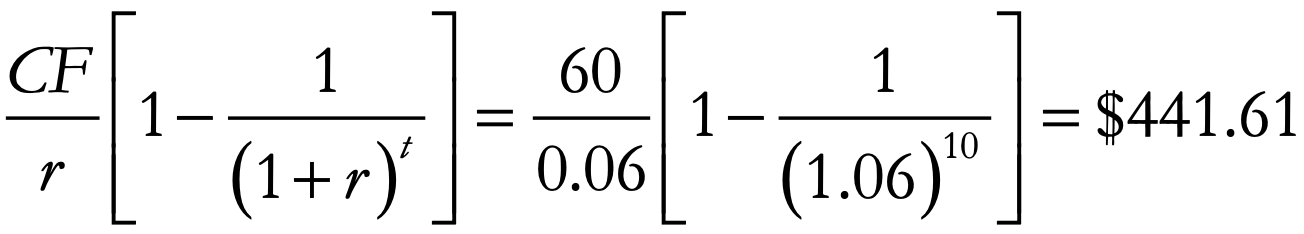 CF/r [1 − 1/(1 + r)^t] = 60/0.06 [1 − 1/(1.06)^10] = $441.61